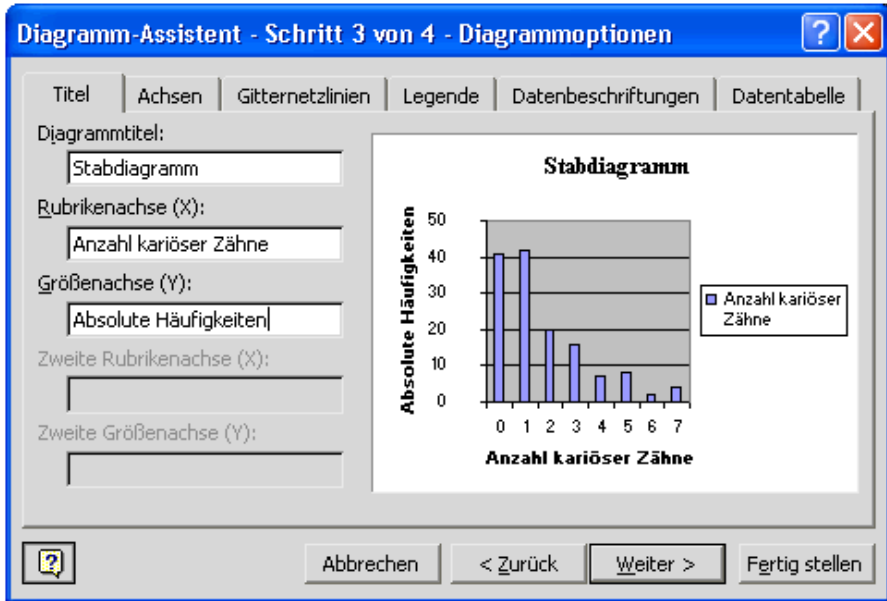 Diagramm-Assistent - Schritt 3 von 4 - Diagrammoptionen
Titel Achsen Gitternetzlinien Legende Datenbeschriftungen Datentabelle
Diagrammtitel:
Stabdiagramm
Rubrikenachse (X):
Anzahl kariöser Zähne
Größenachse (Y):
Absolute Häufigkeiten
Zweite Rubrikenachse (X):
Zweite Größenachse (Y):
Stabdiagramm
Absolute Häufigkeiten
50
40
30
20
10
0
0 1 2 3 4 5 6 7
Anzahl kariöser Zähne
Anzahl kariöser
Zähne
Abbrechen < Zurück Weiter > Fertig stellen